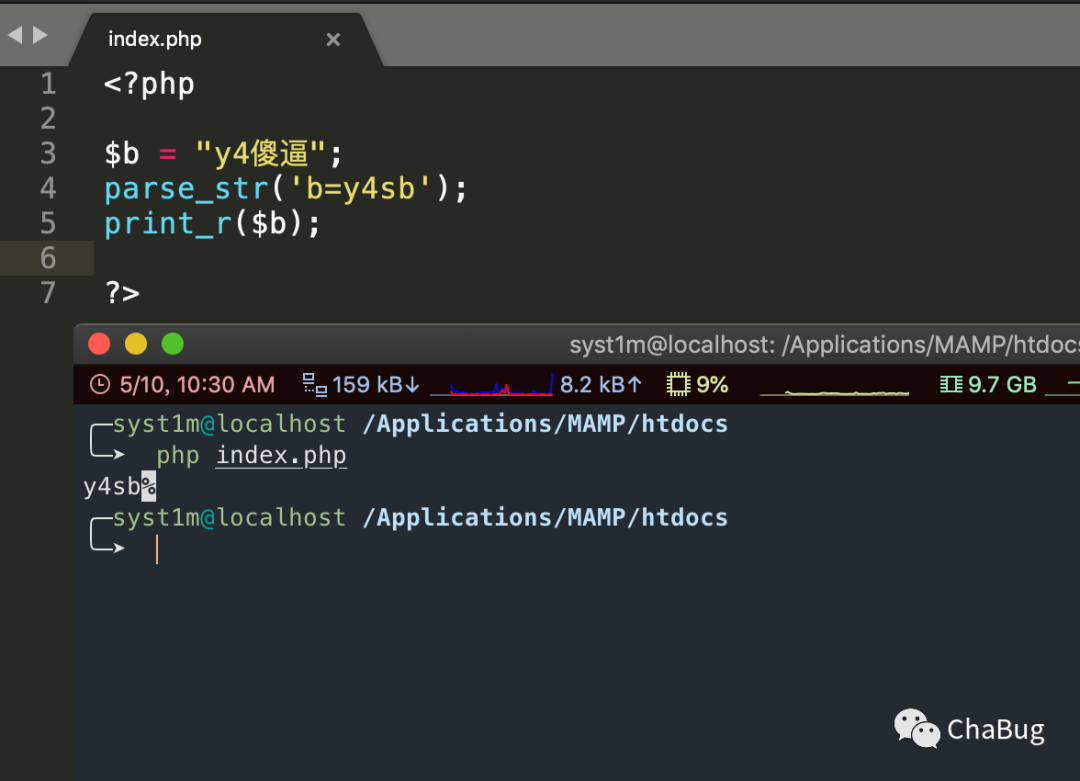 index.php ×
1 <?php
2
3 $b = "y4傻逼";
4 parse_str('b=y4sb');
5 print_r($b);
6
7 ?>
syst1m@localhost: /Applications/MAMP/htdocs
5/10, 10:30 AM 159 kB↓ 8.2 kB↑ 9% 9.7 GB
syst1m@localhost /Applications/MAMP/htdocs
php index.php
y4sb%
syst1m@localhost /Applications/MAMP/htdocs
ChaBug